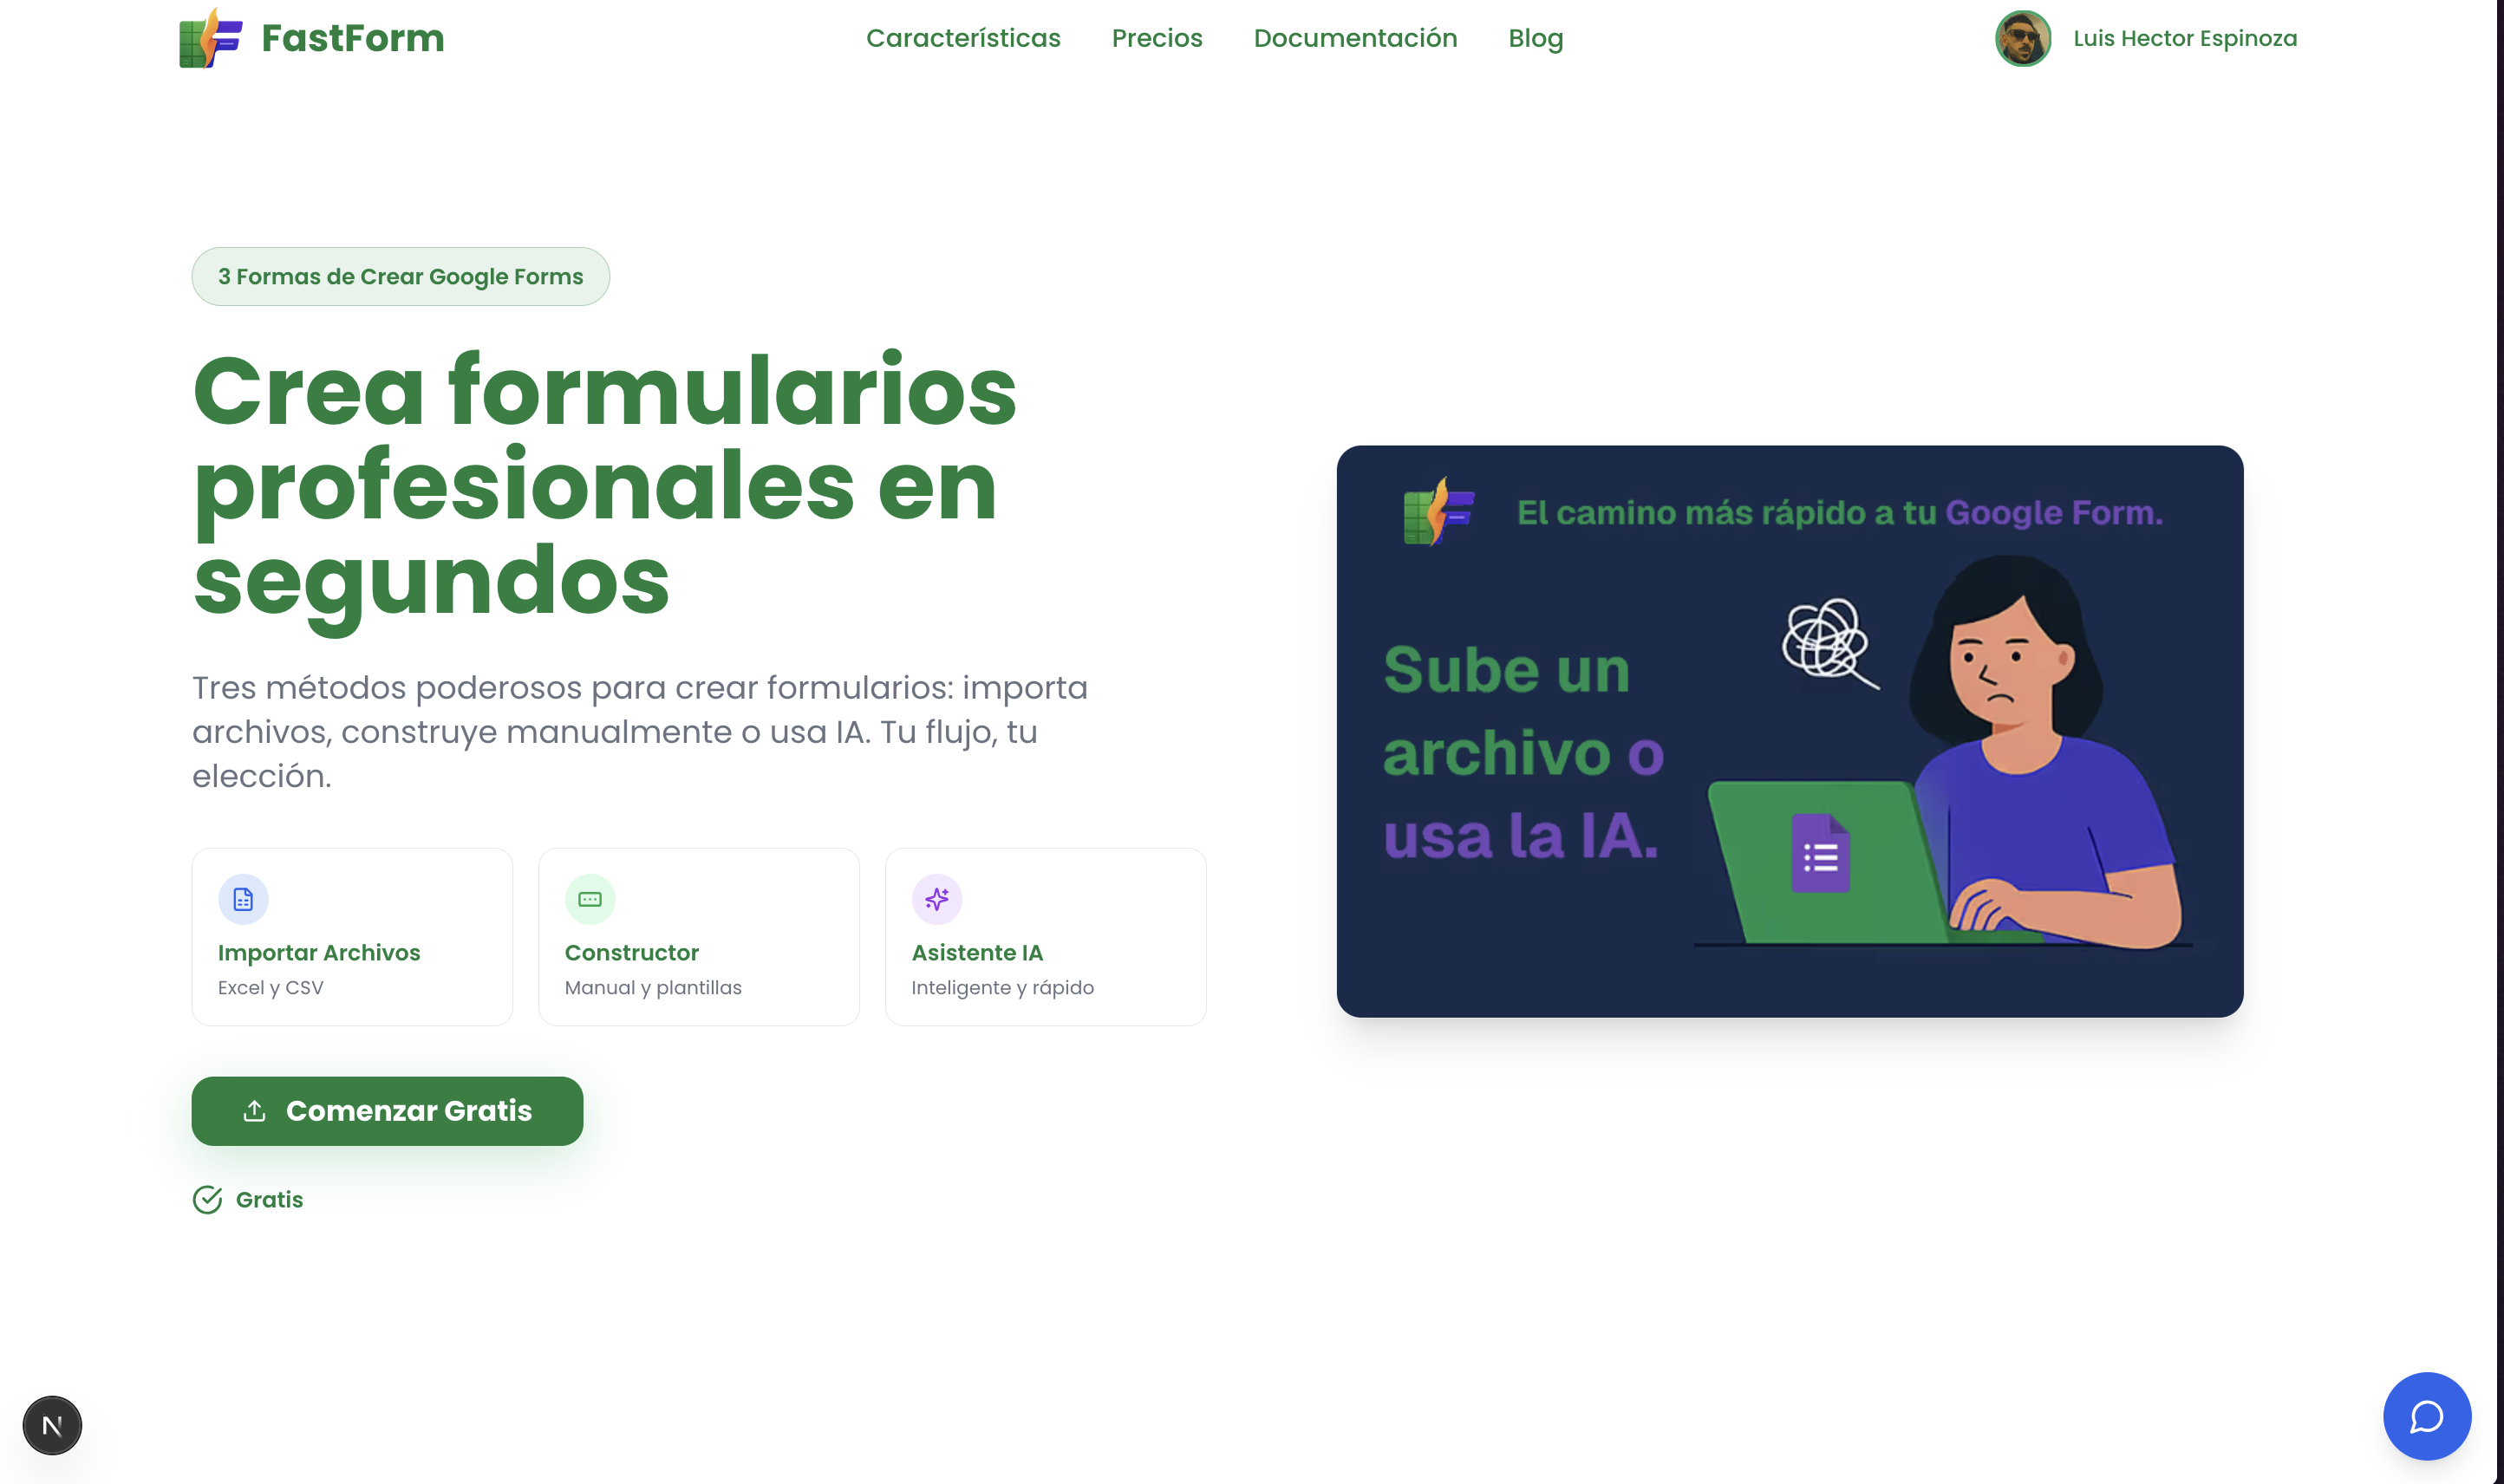 FastForm
Características
Precios
Documentación
Blog
Luis Hector Espinoza
3 Formas de Crear Google Forms
Crea formularios
profesionales en
segundos
Tres métodos poderosos para crear formularios: importa
archivos, construye manualmente o usa IA. Tu flujo, tu
elección.
Importar Archivos
Excel y CSV
Constructor
Manual y plantillas
Asistente IA
Inteligente y rápido
Comenzar Gratis
Gratis
El camino más rápido a tu Google Form.
Sube un
archivo o
usa la IA.
N